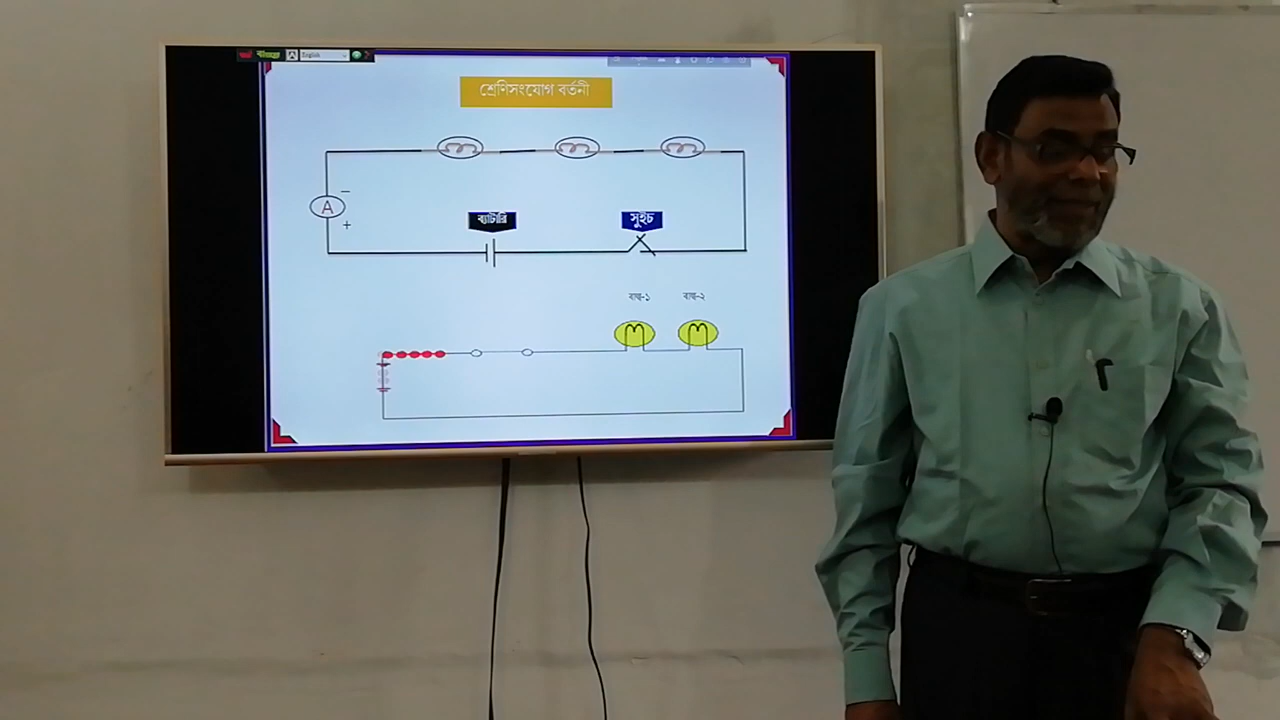 English
শ্রেণিসংযোগ বর্তনী
A
−
+
ব্যাটারি
সুইচ
বাল্ব-১
বাল্ব-২